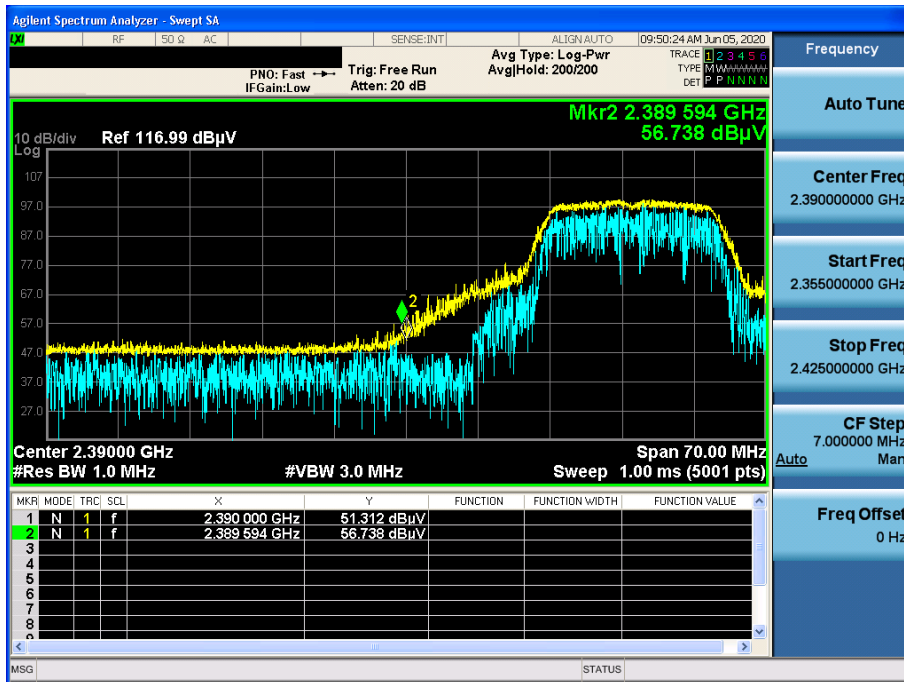 Agilent Spectrum Analyzer - Swept SA
LXI RF 50 Ω AC SENSE:INT ALIGN AUTO 09:50:24 AM Jun 05, 2020
PNO: Fast Trig: Free Run Avg Type: Log-Pwr TRACE 1 2 3 4 5 6
IFGain:Low Atten: 20 dB Avg|Hold: 200/200 TYPE M W W W W W
DET P P N N N N
Frequency
Auto Tune
Center Freq
2.390000000 GHz
Start Freq
2.355000000 GHz
Stop Freq
2.425000000 GHz
CF Step
7.000000 MHz
Auto Man
Freq Offset
0 Hz
Mkr2 2.389 594 GHz
56.738 dBµV
10 dB/div Ref 116.99 dBµV
Log
107
97.0
87.0
77.0
67.0
57.0
47.0
37.0
27.0
2
Center 2.39000 GHz Span 70.00 MHz
#Res BW 1.0 MHz #VBW 3.0 MHz Sweep 1.00 ms (5001 pts)
MKR MODE TRC SCL X Y FUNCTION FUNCTION WIDTH FUNCTION VALUE
1 N 1 f 2.390 000 GHz 51.312 dBµV
2 N 1 f 2.389 594 GHz 56.738 dBµV
3
4
5
6
7
8
9
MSG STATUS